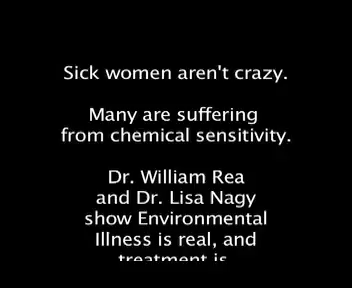 Sick women aren't crazy.
Many are suffering
from chemical sensitivity.
Dr. William Rea
and Dr. Lisa Nagy
show Environmental
Illness is real, and
treatment is